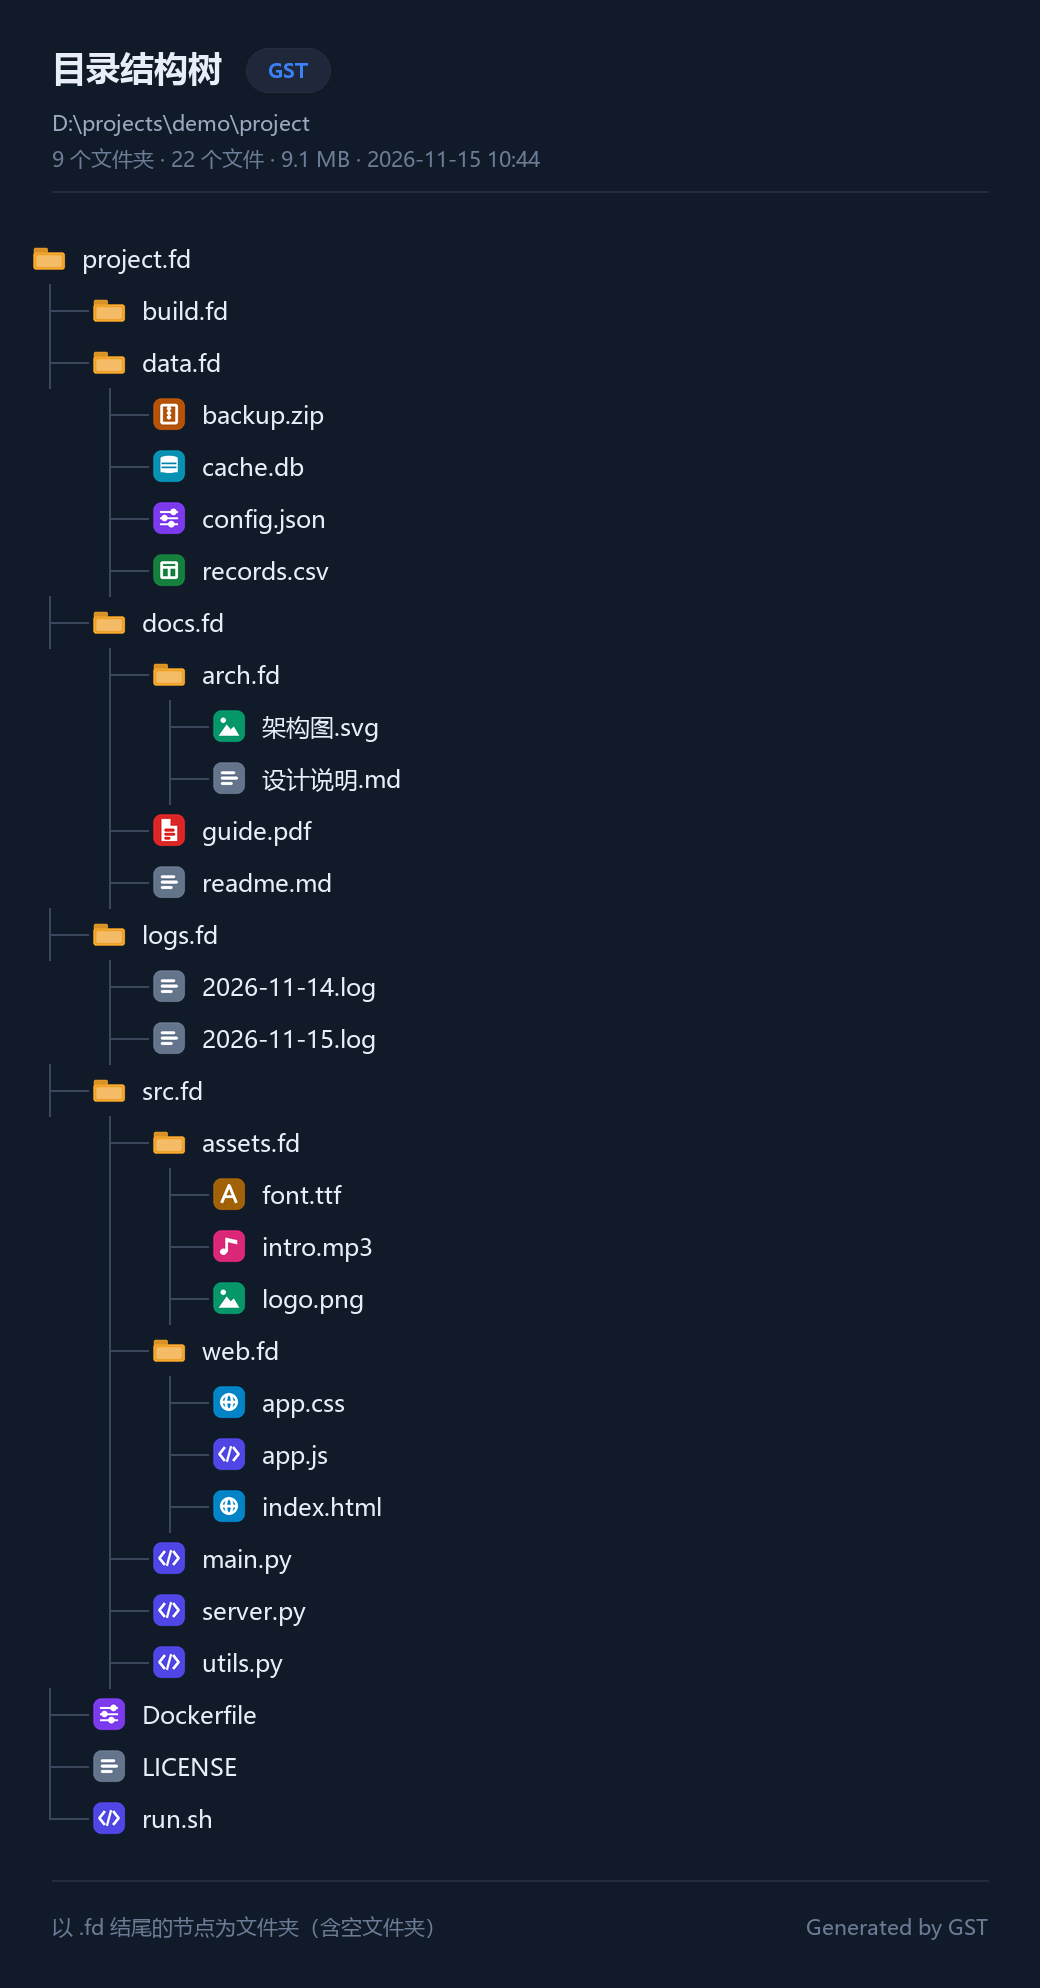 目录结构树 GST
D:\projects\demo\project
9 个文件夹 · 22 个文件 · 9.1 MB · 2026-11-15 10:44
project.fd
build.fd
data.fd
backup.zip
cache.db
config.json
records.csv
docs.fd
arch.fd
架构图.svg
设计说明.md
guide.pdf
readme.md
logs.fd
2026-11-14.log
2026-11-15.log
src.fd
assets.fd
font.ttf
intro.mp3
logo.png
web.fd
app.css
app.js
index.html
main.py
server.py
utils.py
Dockerfile
LICENSE
run.sh
以 .fd 结尾的节点为文件夹（含空文件夹） Generated by GST